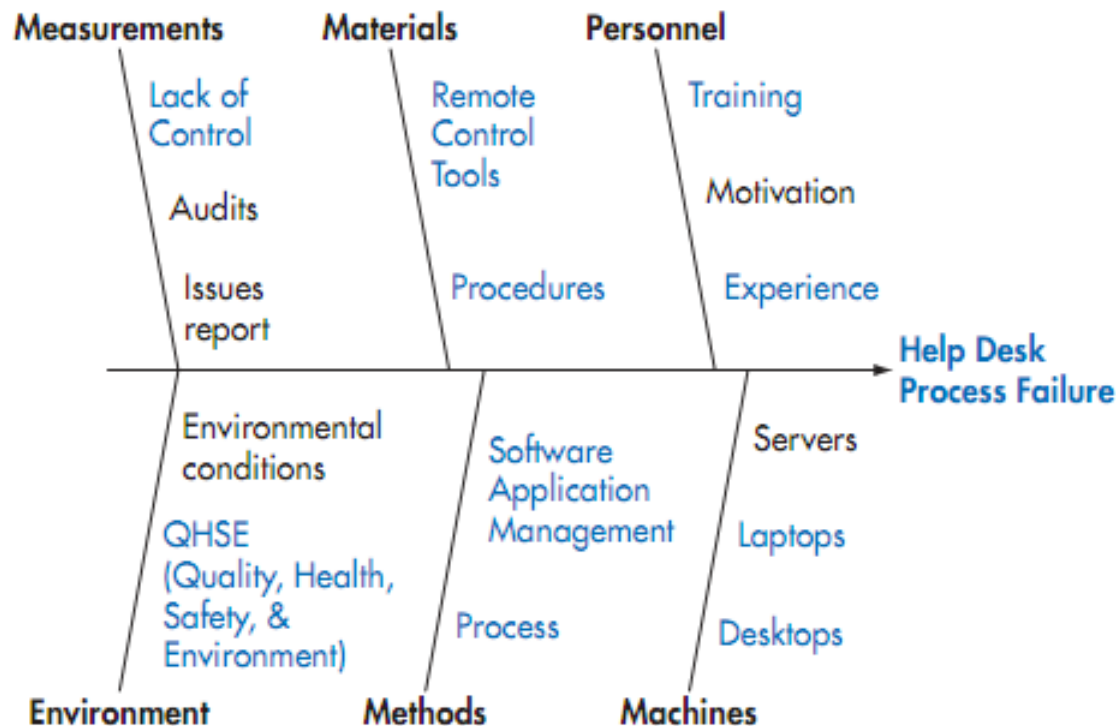 Measurements
Materials
Personnel
Lack of
Control
Audits
Issues
report
Remote
Control
Tools
Procedures
Training
Motivation
Experience
Help Desk
Process Failure
Environmental
conditions
QHSE
(Quality, Health,
Safety, &
Environment)
Software
Application
Management
Process
Servers
Laptops
Desktops
Environment
Methods
Machines